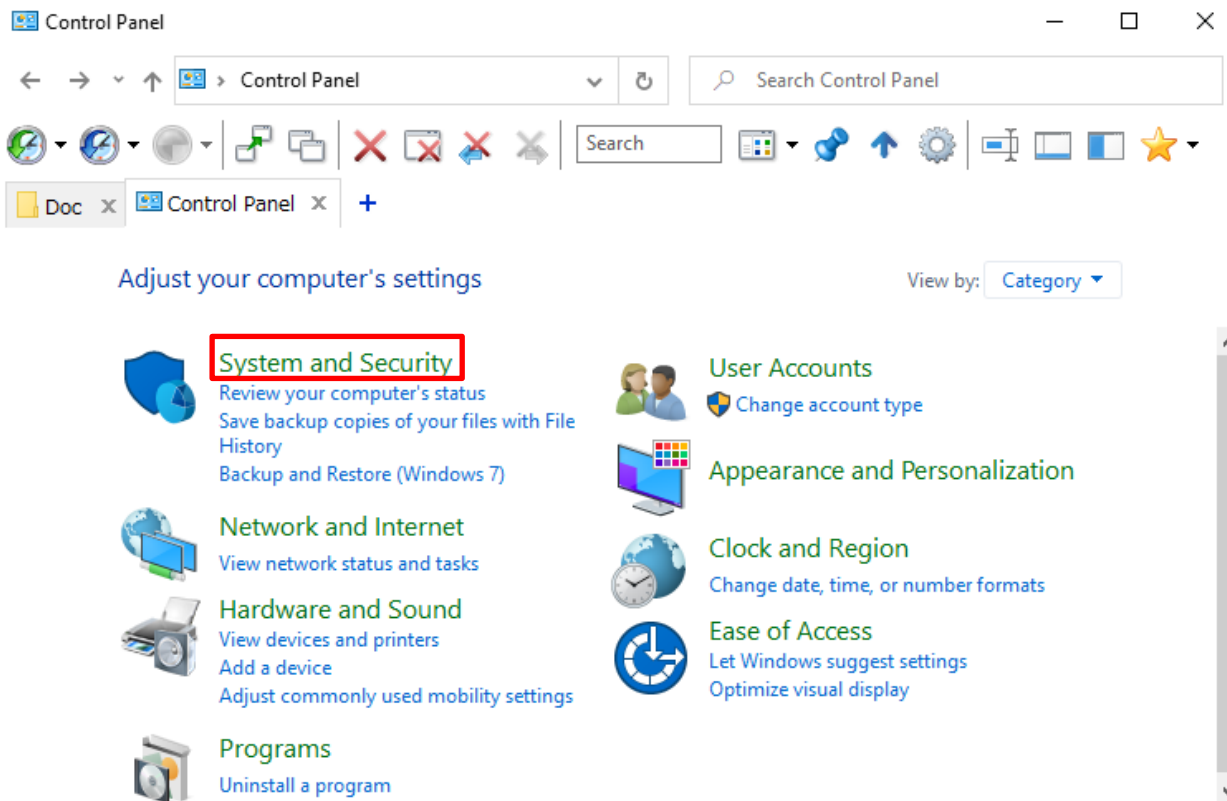 Control Panel
Control Panel
Search Control Panel
Search
Doc
Control Panel
Adjust your computer's settings
View by: Category
System and Security
Review your computer's status
Save backup copies of your files with File
History
Backup and Restore (Windows 7)
Network and Internet
View network status and tasks
Hardware and Sound
View devices and printers
Add a device
Adjust commonly used mobility settings
Programs
Uninstall a program
User Accounts
Change account type
Appearance and Personalization
Clock and Region
Change date, time, or number formats
Ease of Access
Let Windows suggest settings
Optimize visual display